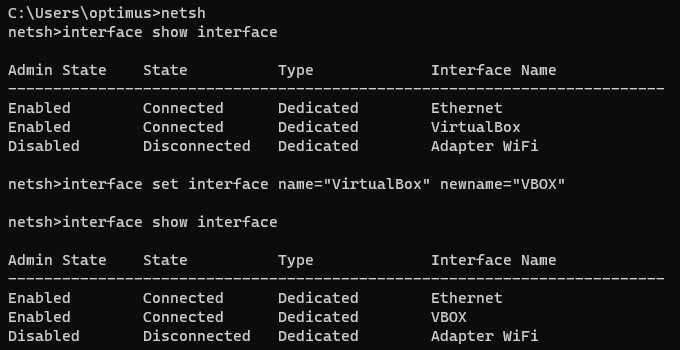 C:\Users\optimus>netsh
netsh>interface show interface
Admin State    State          Type             Interface Name
-------------------------------------------------------------------------
Enabled        Connected      Dedicated        Ethernet
Enabled        Connected      Dedicated        VirtualBox
Disabled       Disconnected   Dedicated        Adapter WiFi
netsh>interface set interface name="VirtualBox" newname="VBOX"
netsh>interface show interface
Admin State    State          Type             Interface Name
-------------------------------------------------------------------------
Enabled        Connected      Dedicated        Ethernet
Enabled        Connected      Dedicated        VBOX
Disabled       Disconnected   Dedicated        Adapter WiFi